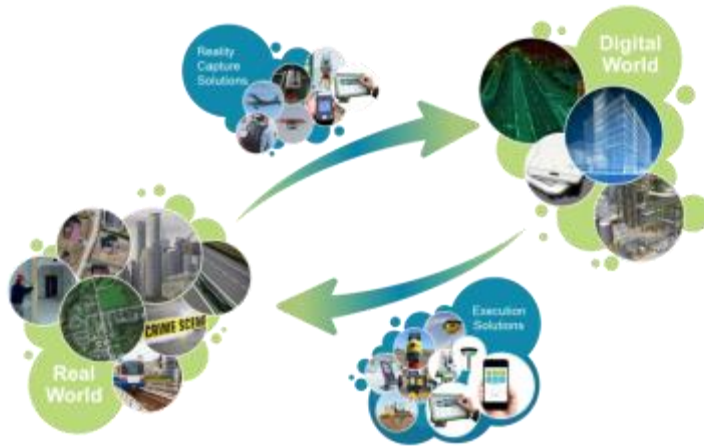 Reality
Capture
Solutions
Digital
World
CRIME SCENE
Real
World
Execution
Solutions